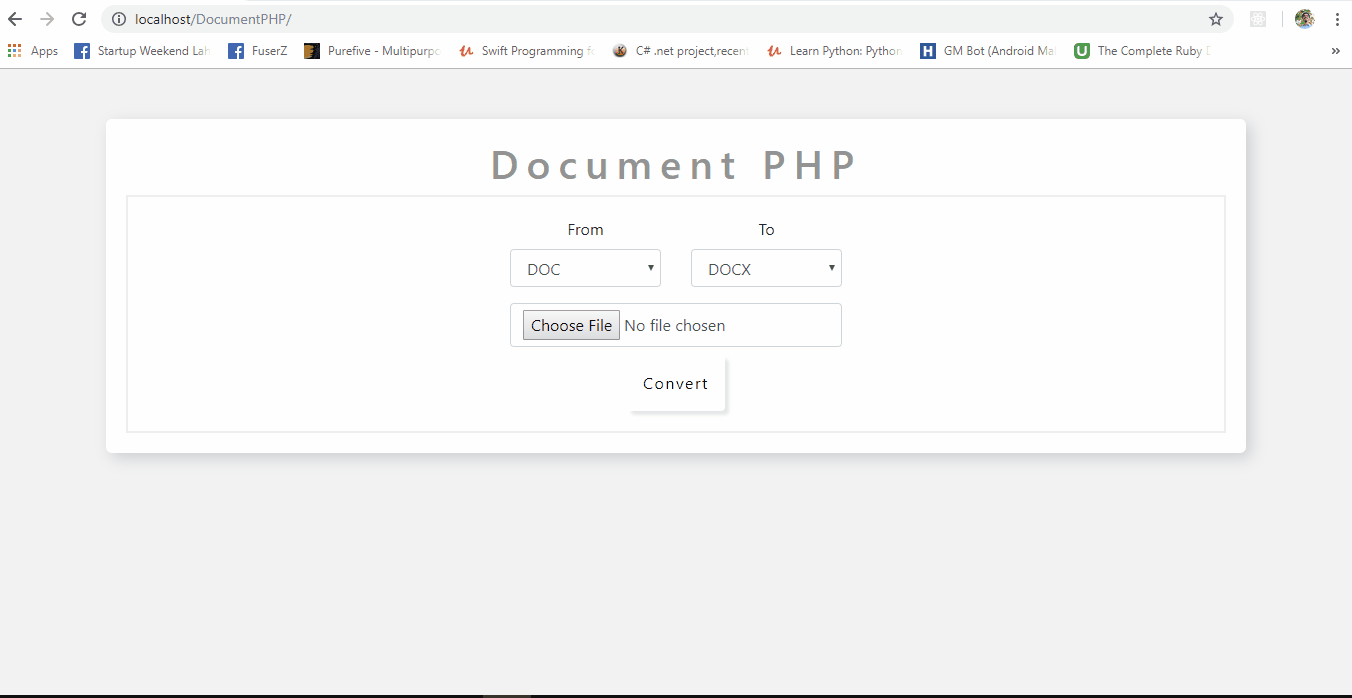 localhost/DocumentPHP/
Apps Startup Weekend Lah FuserZ Purefive - Multipurpo Swift Programming fo C# .net project,recent Learn Python: Python GM Bot (Android Mal The Complete Ruby
Document PHP
From To
DOC DOCX
Choose File No file chosen
Convert